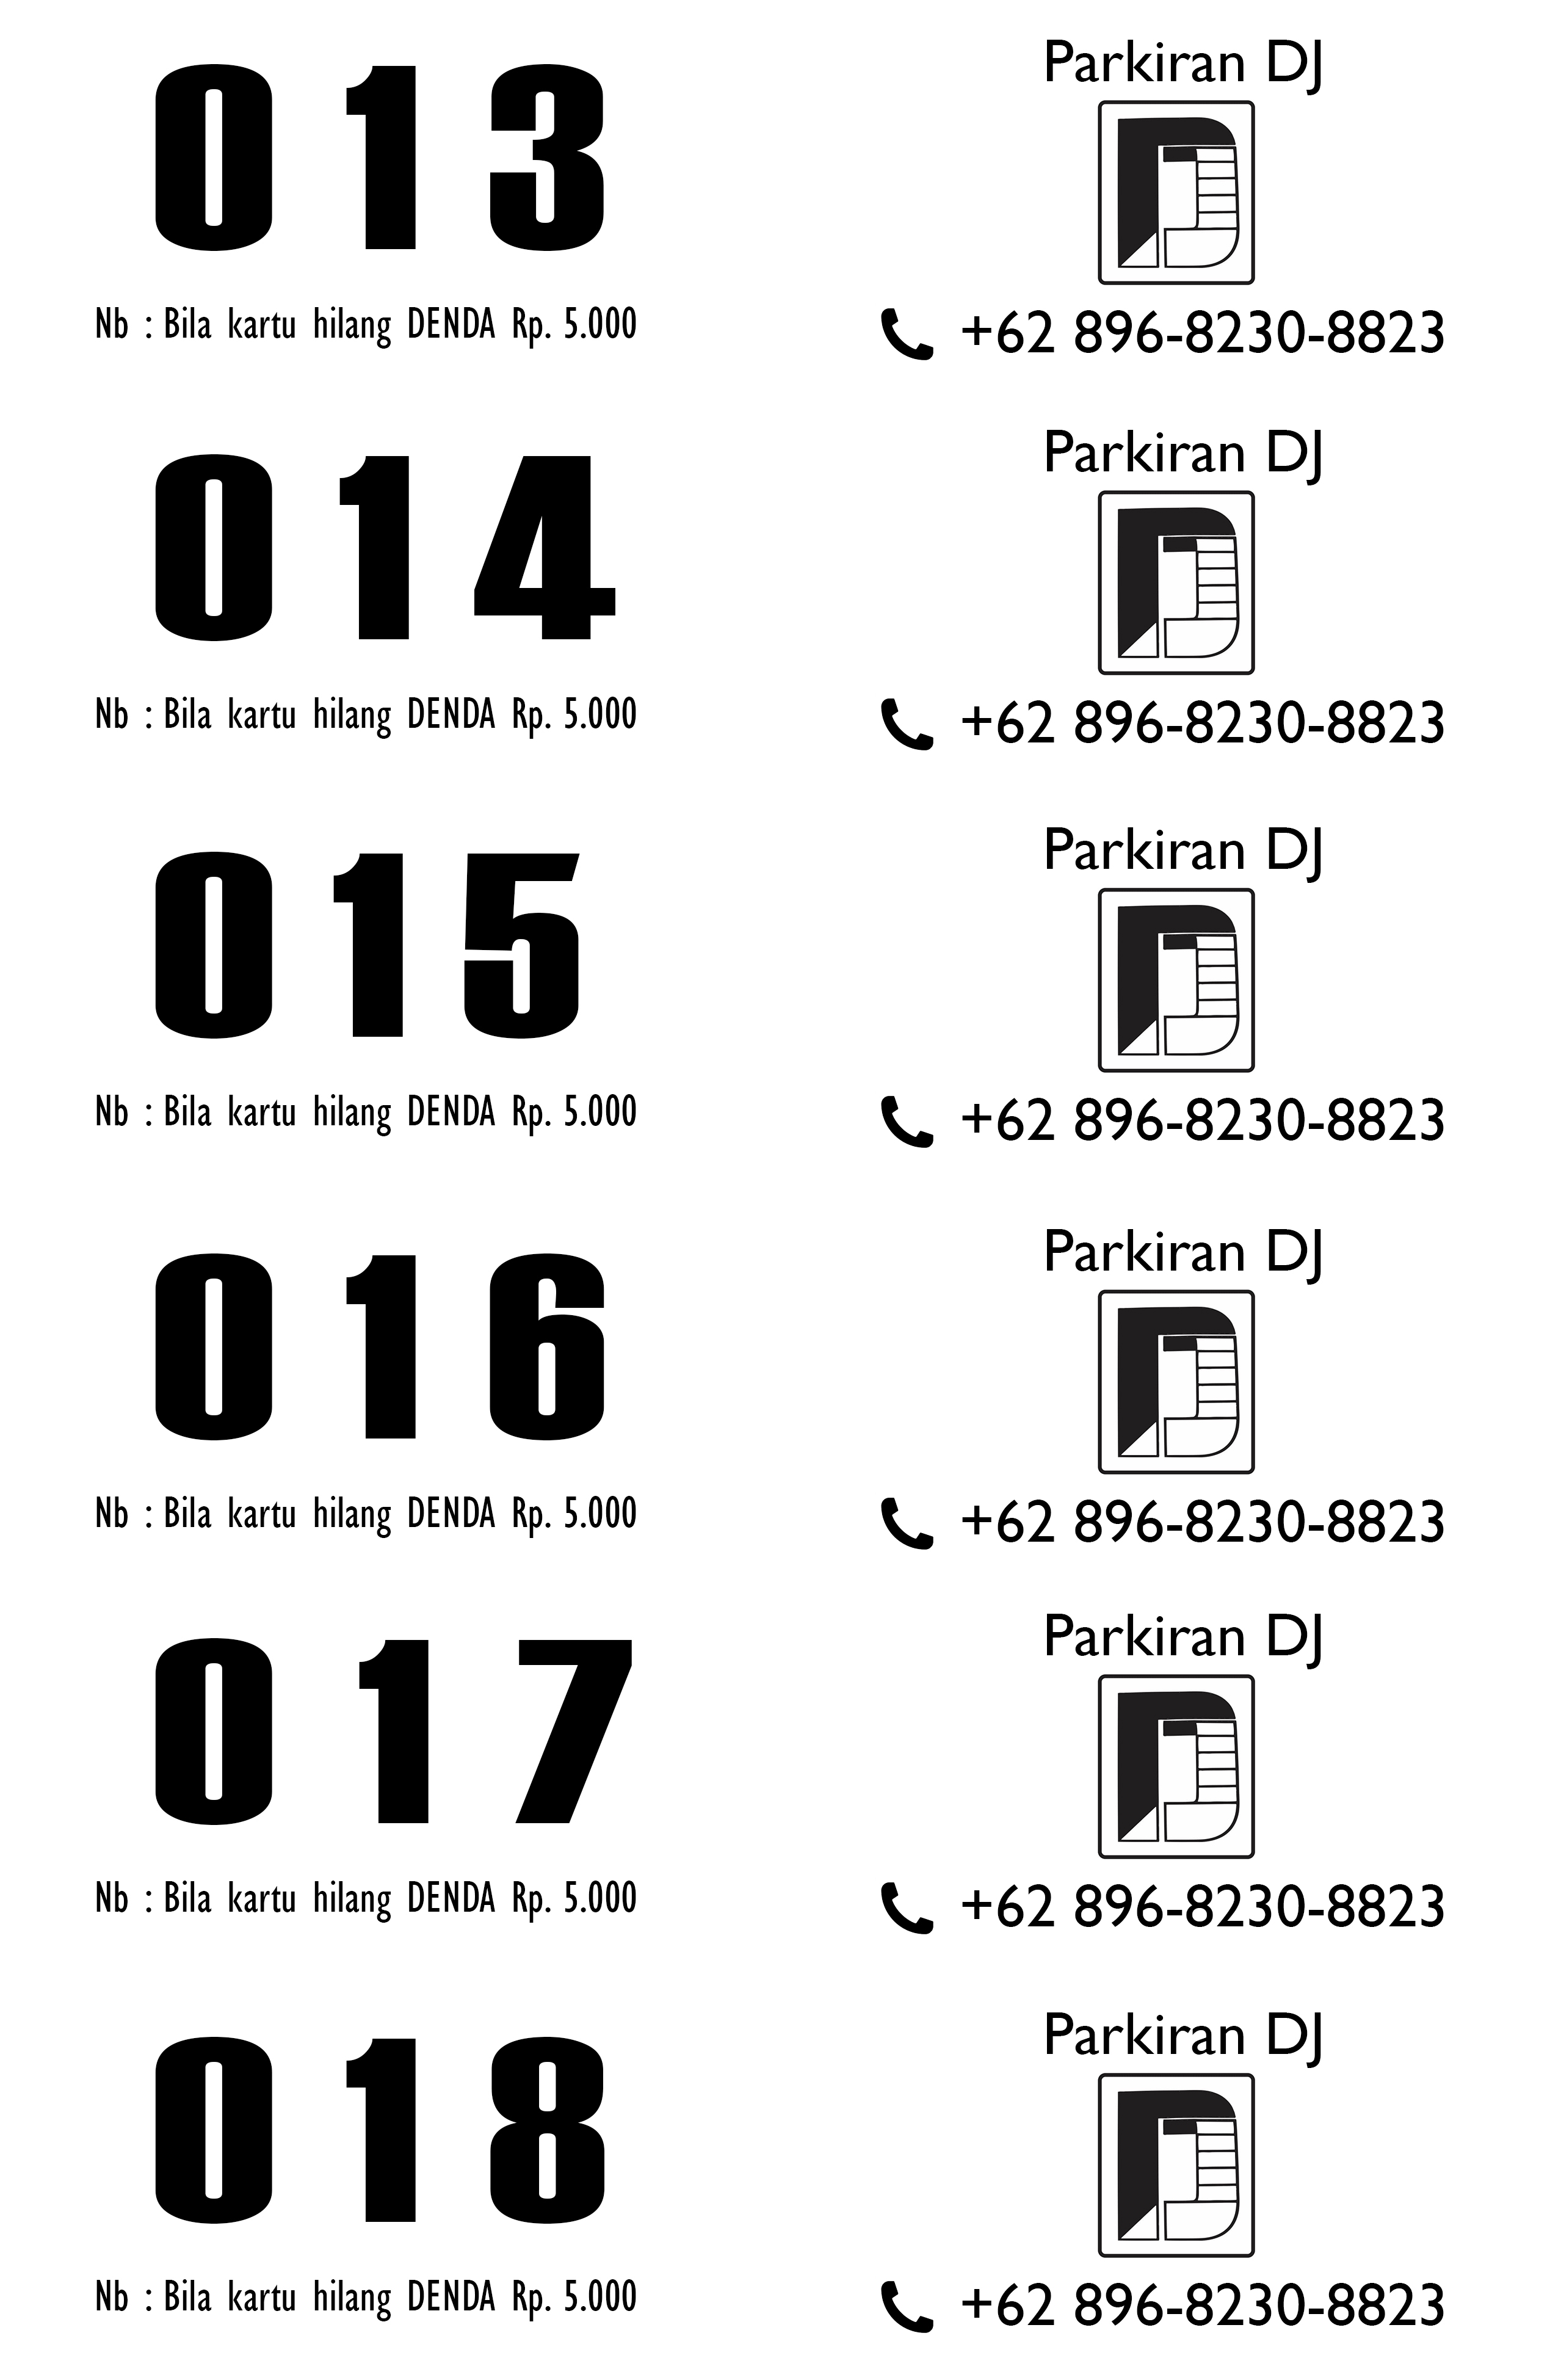 013
Nb : Bila kartu hilang DENDA Rp. 5.000
Parkiran DJ
+62 896-8230-8823
014
Nb : Bila kartu hilang DENDA Rp. 5.000
Parkiran DJ
+62 896-8230-8823
015
Nb : Bila kartu hilang DENDA Rp. 5.000
Parkiran DJ
+62 896-8230-8823
016
Nb : Bila kartu hilang DENDA Rp. 5.000
Parkiran DJ
+62 896-8230-8823
017
Nb : Bila kartu hilang DENDA Rp. 5.000
Parkiran DJ
+62 896-8230-8823
018
Nb : Bila kartu hilang DENDA Rp. 5.000
Parkiran DJ
+62 896-8230-8823